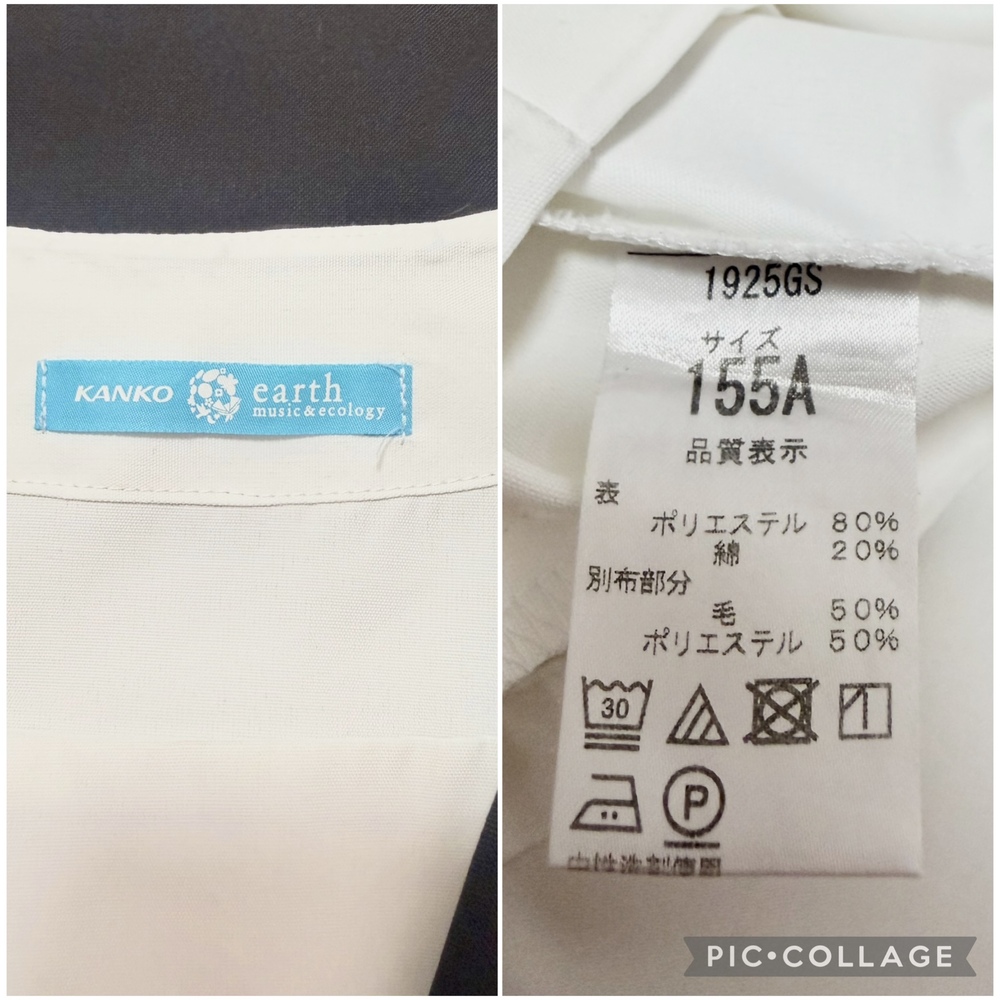 KANKO earth
music&ecology
1925GS
サイズ
155A
品質表示
表
ポリエステル 80%
綿 20%
別布部分
毛 50%
ポリエステル 50%
30
P
PIC•COLLAGE